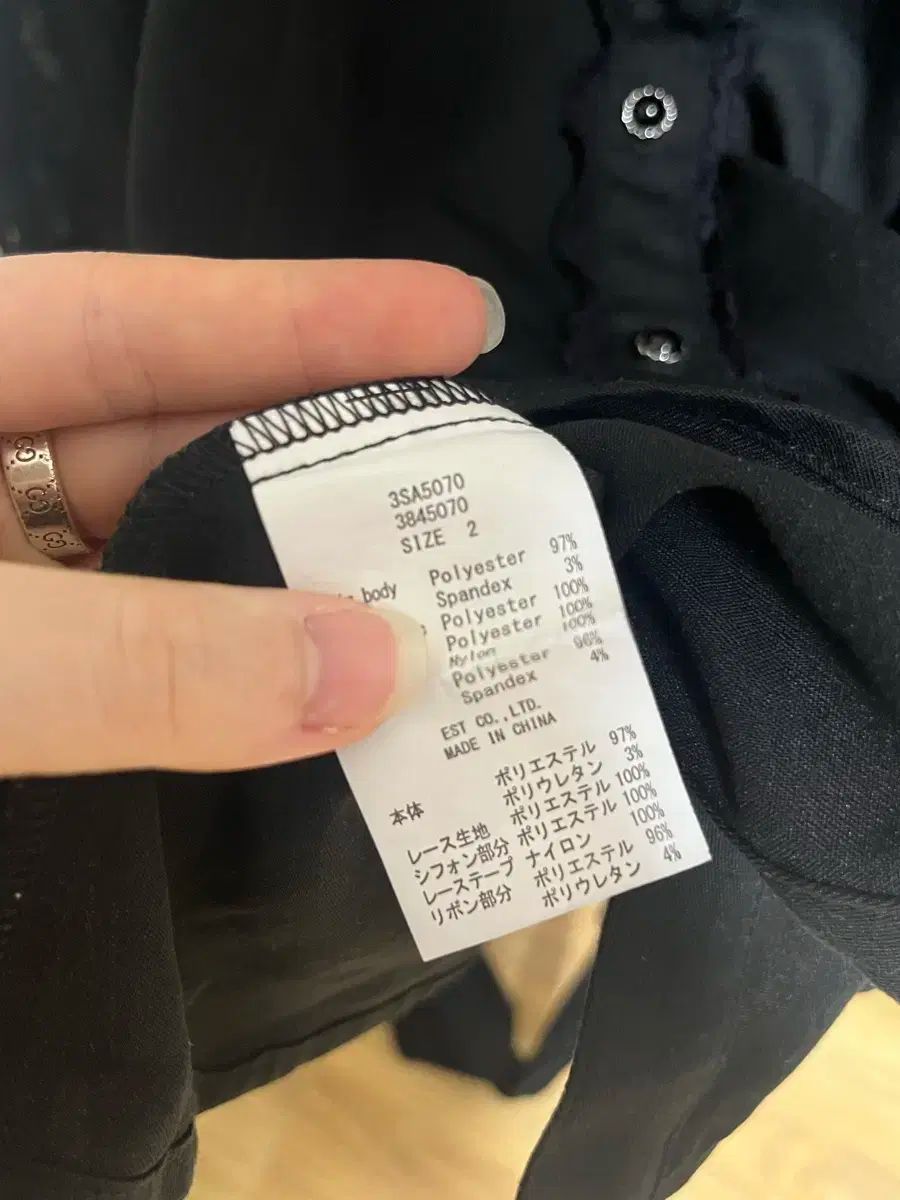 3SA5070
3845070
SIZE 2
body Polyester 97%
Spandex 3%
Polyester 100%
Polyester 100%
Nylon 100%
Polyester 96%
Spandex 4%
EST CO.,LTD.
MADE IN CHINA
本体 ポリエステル 97%
ポリウレタン 3%
レース生地 ポリエステル 100%
シフォン部分 ポリエステル 100%
レーステープ ナイロン 100%
リボン部分 ポリエステル 96%
ポリウレタン 4%